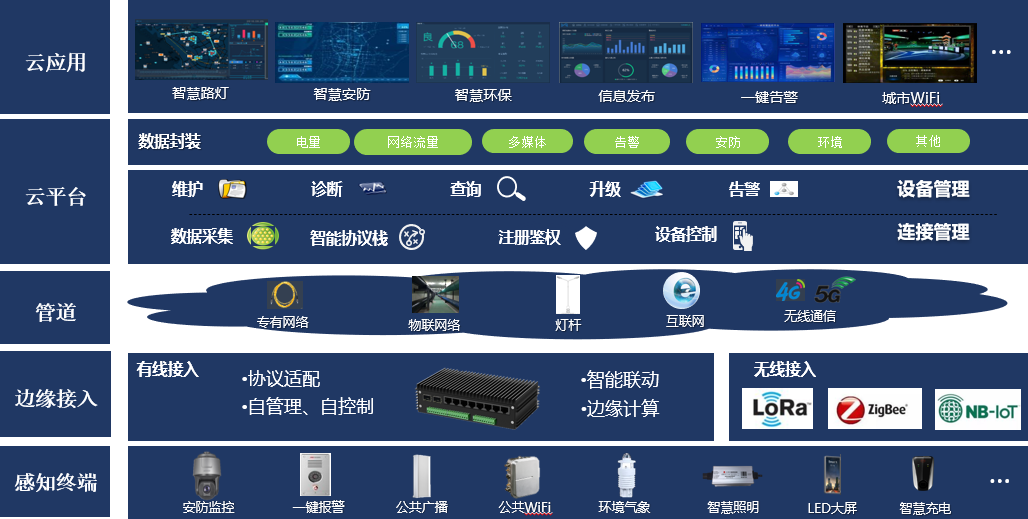 云应用
智慧路灯
智慧安防
智慧环保
信息发布
一键告警
城市WiFi
...
云平台
数据封装
电量
网络流量
多媒体
告警
安防
环境
其他
维护
诊断
查询
升级
告警
设备管理
数据采集
智能协议栈
注册鉴权
设备控制
连接管理
管道
专有网络
物联网络
灯杆
互联网
4G
5G
无线通信
边缘接入
有线接入
•协议适配
•自管理、自控制
•智能联动
•边缘计算
无线接入
LoRa
ZigBee
NB-IoT
感知终端
安防监控
一键报警
公共广播
公共WiFi
环境气象
智慧照明
LED大屏
智慧充电
...